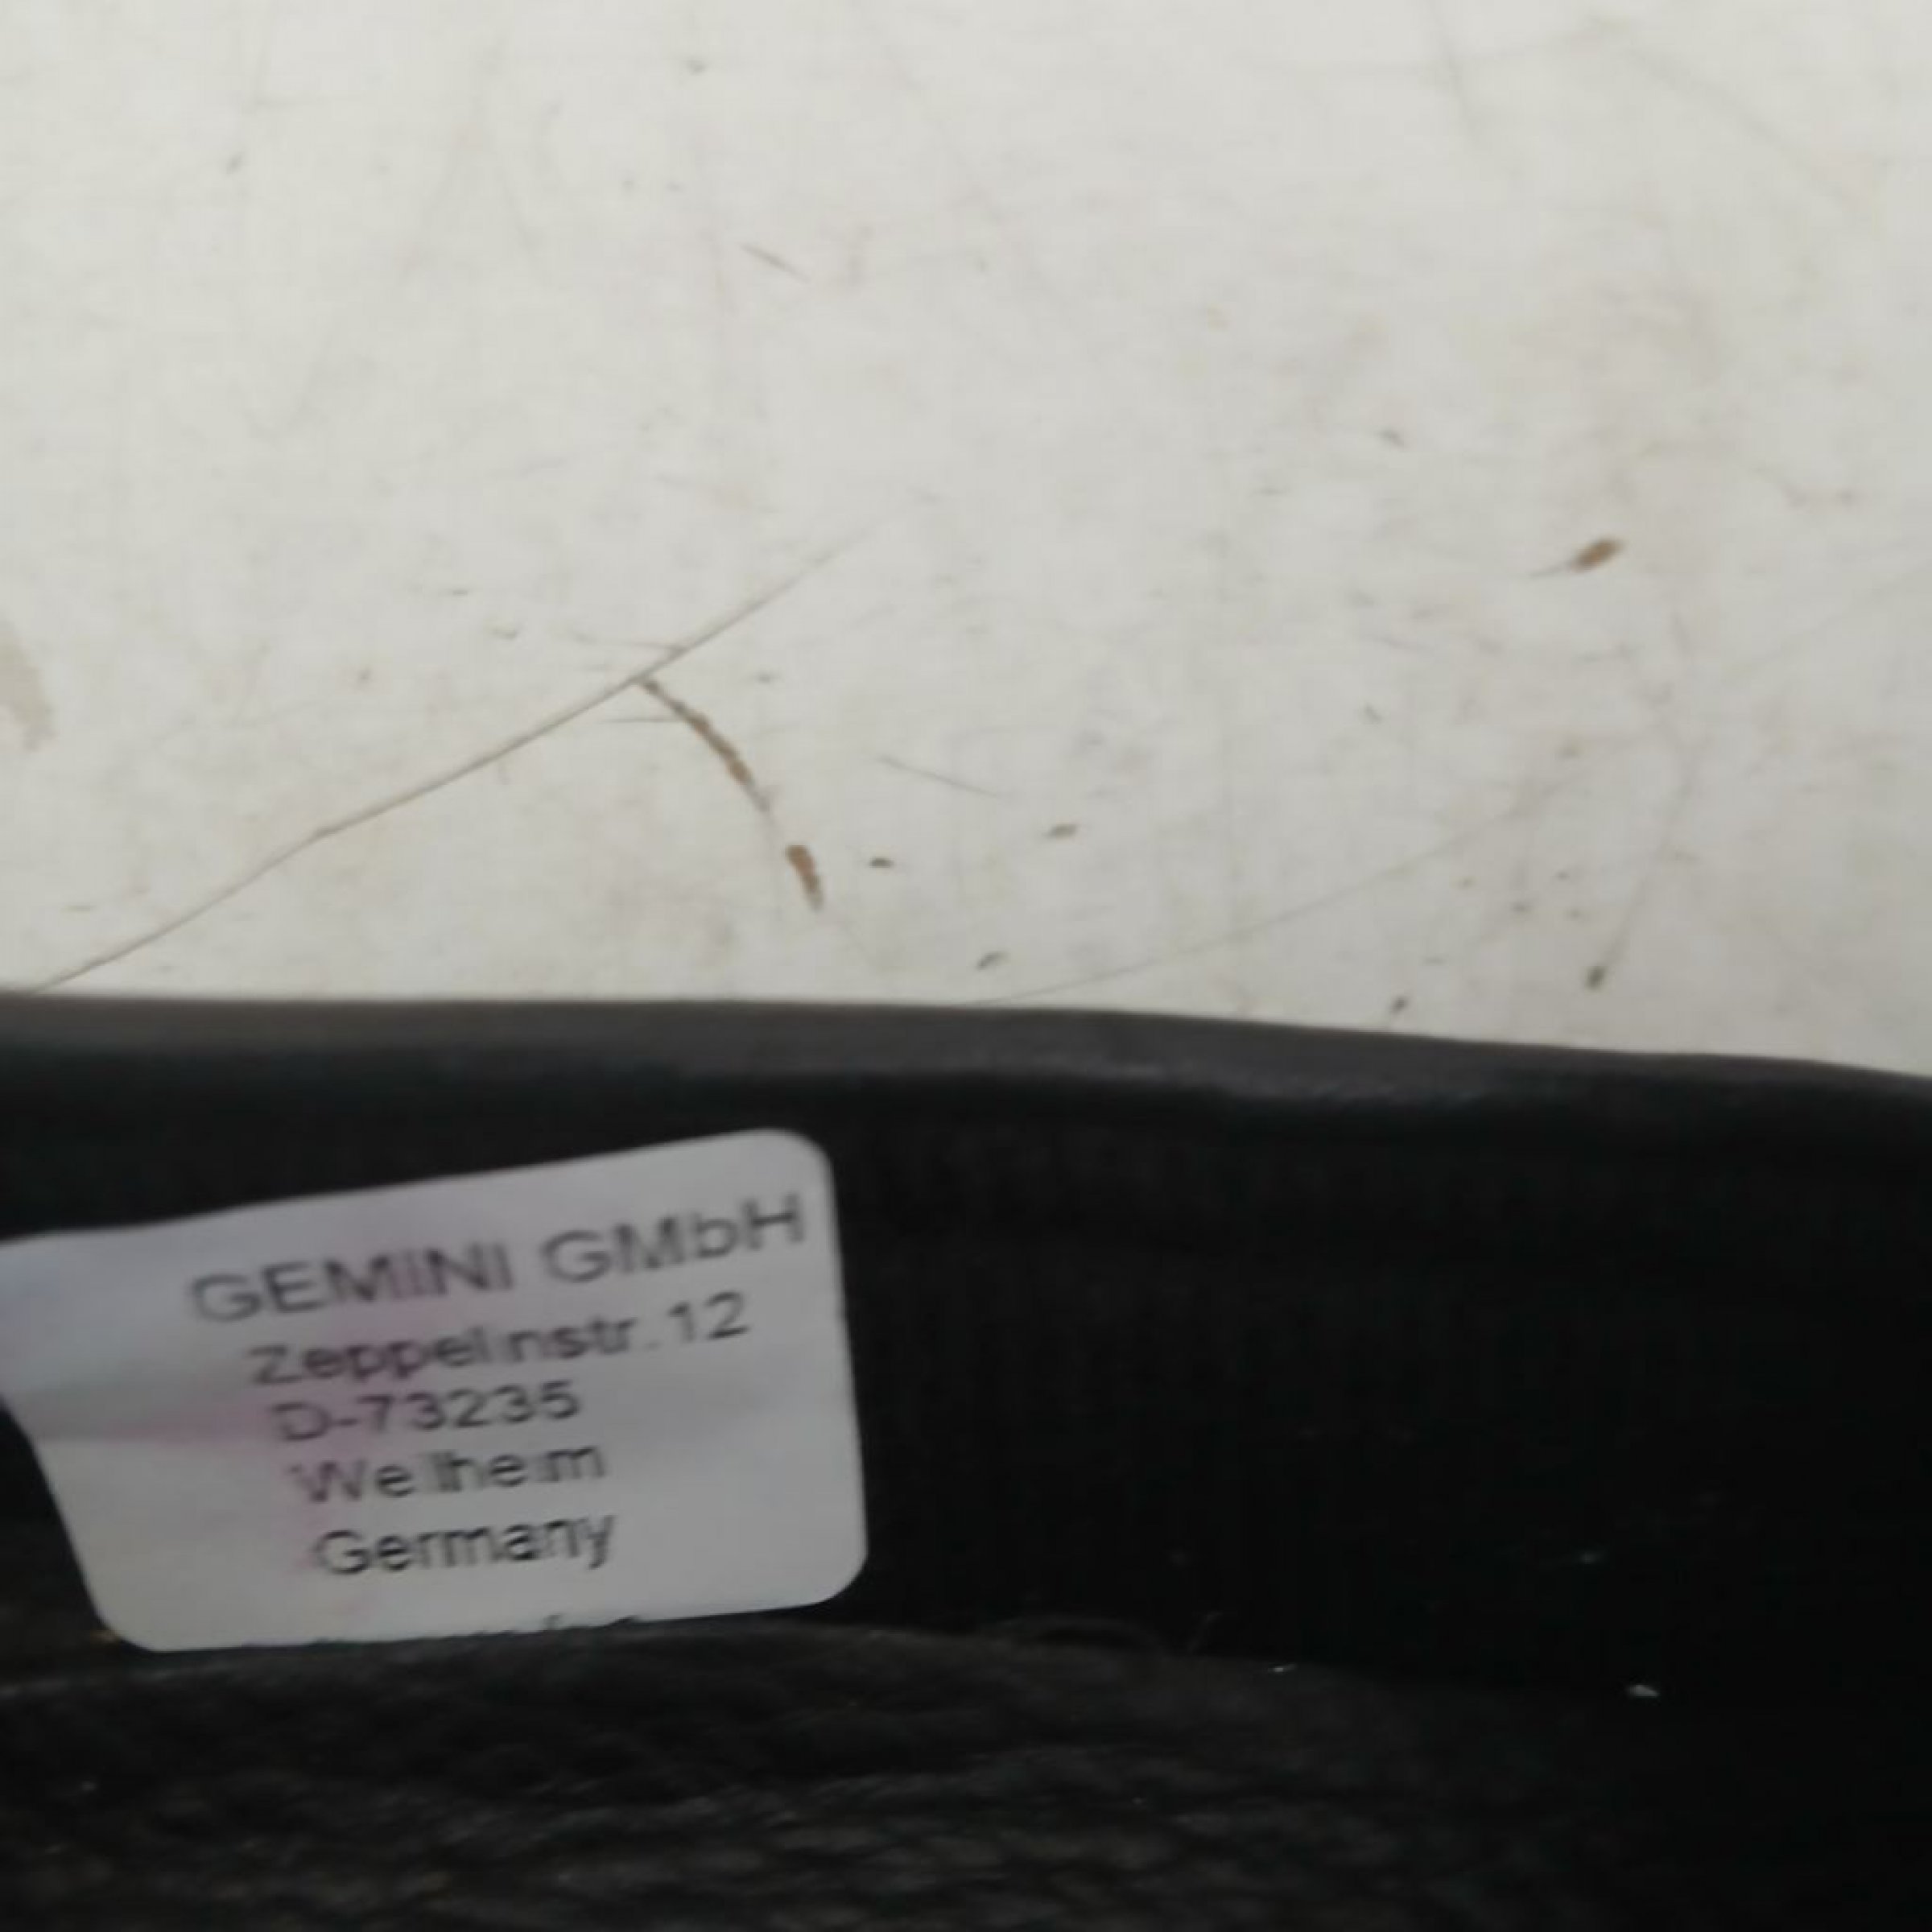 GEMINI GMbH
Zeppelinstr. 12
D-73235
Weilheim
Germany